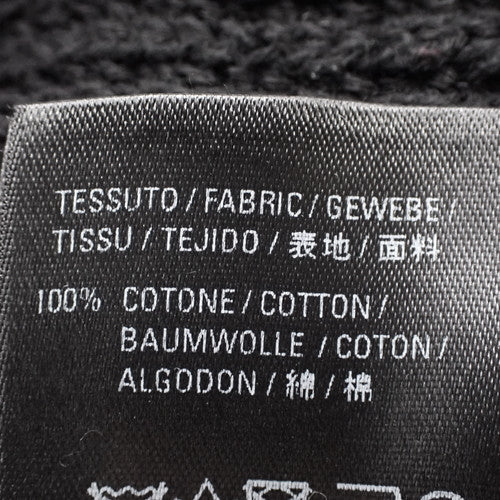 TESSUTO / FABRIC / GEWEBE /
TISSU / TEJIDO / 表地 / 面料
100% COTONE / COTTON /
BAUMWOLLE / COTON /
ALGODON / 綿 / 棉